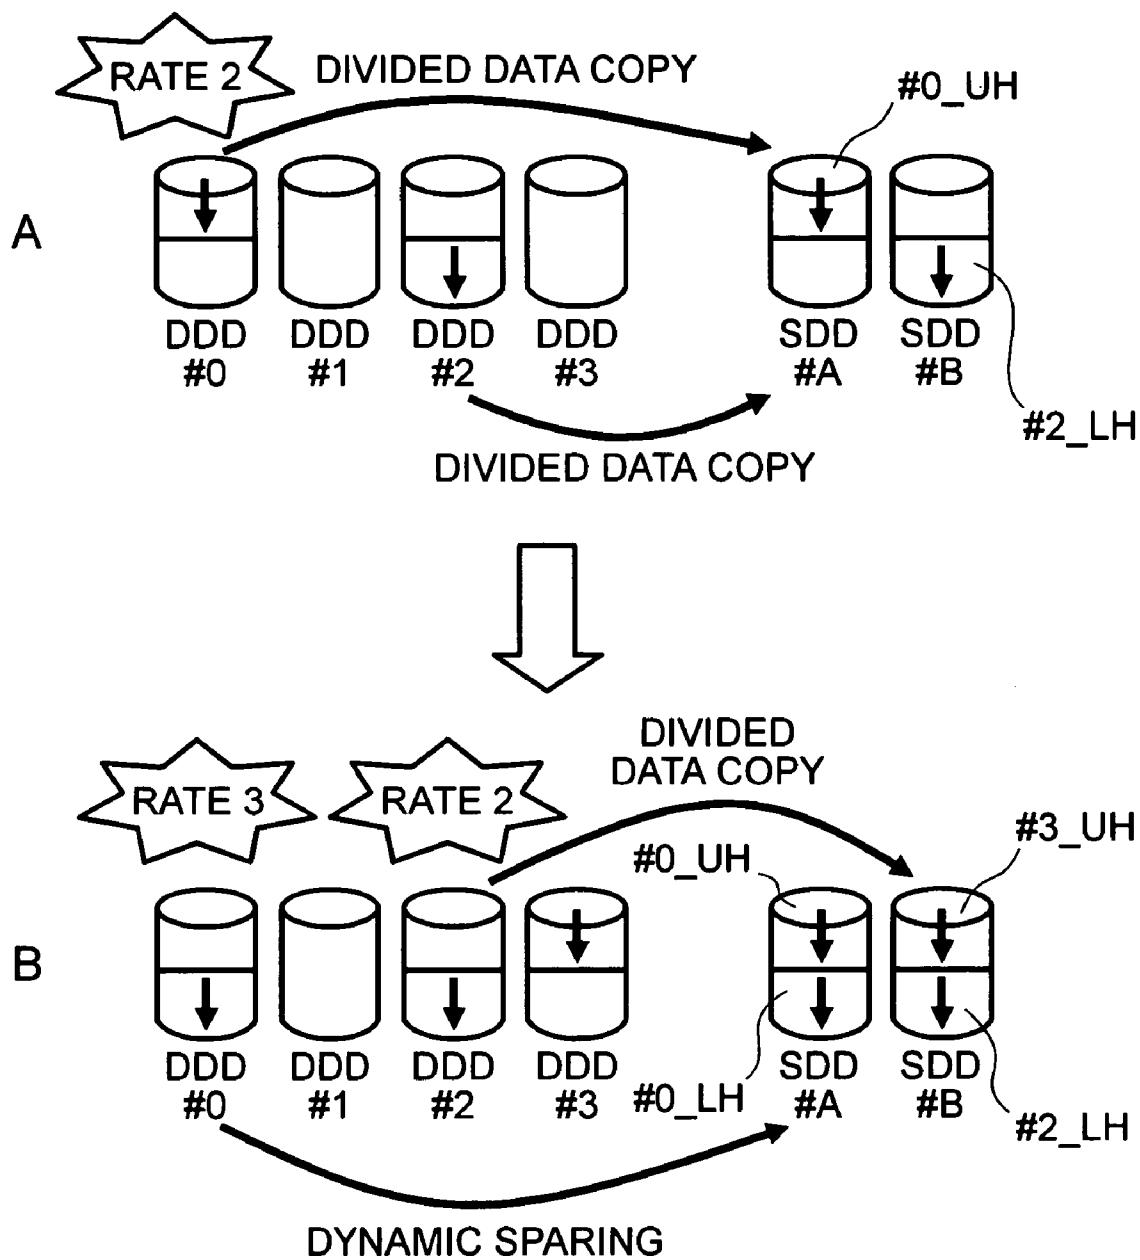 RATE 2
DIVIDED DATA COPY
#0_UH
A
DDD DDD DDD DDD SDD SDD
#0 #1 #2 #3 #A #B
#2_LH
DIVIDED DATA COPY
DIVIDED
DATA COPY
RATE 3 RATE 2
#3_UH
#0_UH
B
DDD DDD DDD DDD SDD SDD
#0 #1 #2 #3 #0_LH #A #B
#2_LH
DYNAMIC SPARING